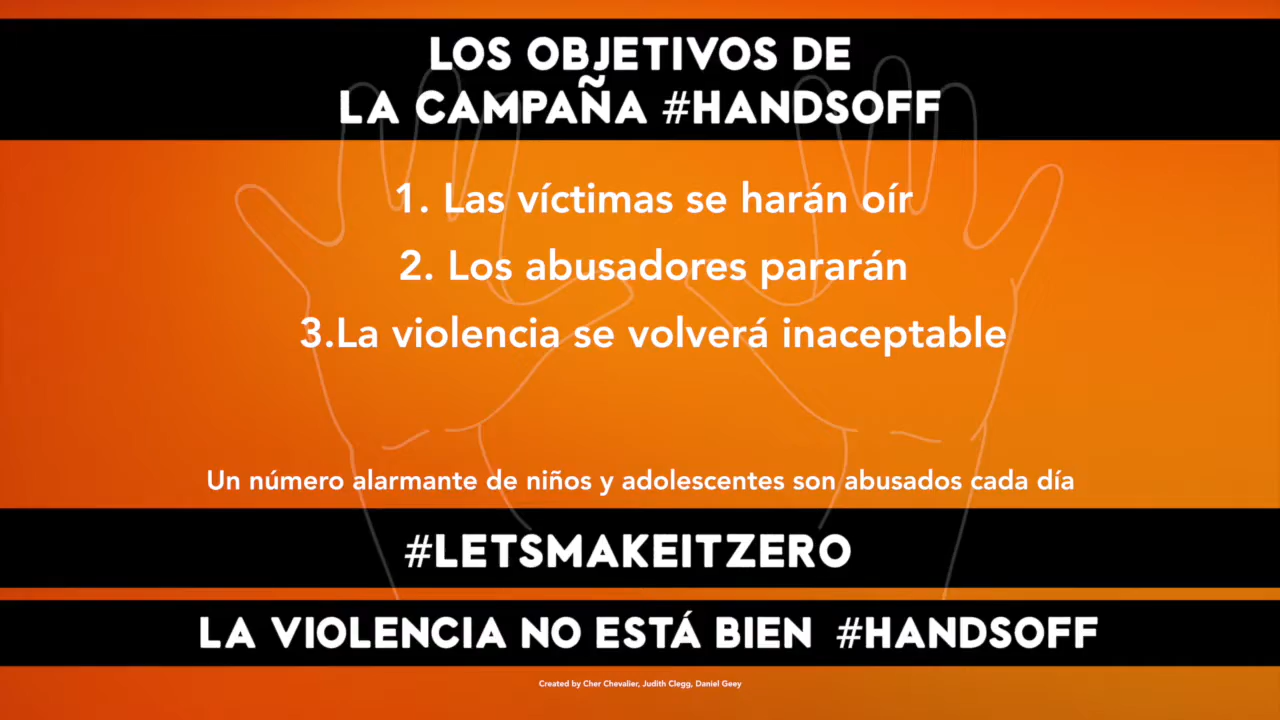 LOS OBJETIVOS DE
LA CAMPAÑA #HANDSOFF
1. Las víctimas se harán oír
2. Los abusadores pararán
3.La violencia se volverá inaceptable
Un número alarmante de niños y adolescentes son abusados cada día
#LETSMAKEITZERO
LA VIOLENCIA NO ESTÁ BIEN #HANDSOFF
Created by Cher Chevalier, Judith Clegg, Daniel Geey